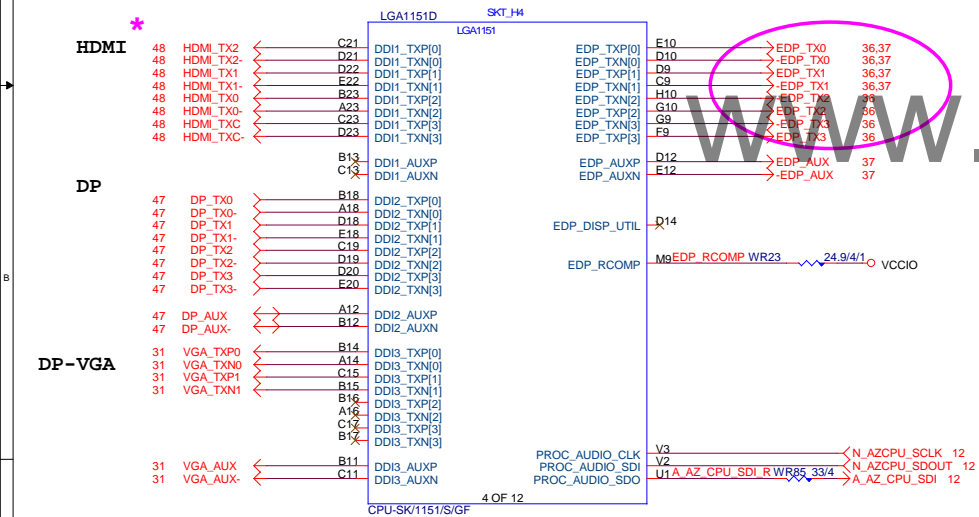 LGA1151D SKT_H4
LGA1151
*
HDMI
48 HDMI_TX2 C21 DDI1_TXP[0] EDP_TXP[0] E10 EDP_TX0 36,37
48 HDMI_TX2- D21 DDI1_TXN[0] EDP_TXN[0] D10 -EDP_TX0 36,37
48 HDMI_TX1 D22 DDI1_TXP[1] EDP_TXP[1] D9 EDP_TX1 36,37
48 HDMI_TX1- E22 DDI1_TXN[1] EDP_TXN[1] C9 -EDP_TX1 36,37
48 HDMI_TX0 B23 DDI1_TXP[2] EDP_TXN[2] H10 -EDP_TX2 36
48 HDMI_TX0- A23 DDI1_TXN[2] EDP_TXP[2] G10 EDP_TX2 36
48 HDMI_TXC C23 DDI1_TXP[3] EDP_TXN[3] G9 -EDP_TX3 36
48 HDMI_TXC- D23 DDI1_TXN[3] EDP_TXP[3] F9 EDP_TX3 36
www.
B13 DDI1_AUXP EDP_AUXP D12 EDP_AUX 37
C13 DDI1_AUXN EDP_AUXN E12 -EDP_AUX 37
DP
47 DP_TX0 B18 DDI2_TXP[0]
47 DP_TX0- A18 DDI2_TXN[0]
47 DP_TX1 D18 DDI2_TXP[1] EDP_DISP_UTIL D14
47 DP_TX1- E18 DDI2_TXN[1]
47 DP_TX2 C19 DDI2_TXP[2]
47 DP_TX2- D19 DDI2_TXN[2] EDP_RCOMP M9 EDP_RCOMP WR23 24.9/4/1 VCCIO
47 DP_TX3 D20 DDI2_TXP[3]
47 DP_TX3- E20 DDI2_TXN[3]
B
47 DP_AUX A12 DDI2_AUXP
47 DP_AUX- B12 DDI2_AUXN
DP-VGA
31 VGA_TXP0 B14 DDI3_TXP[0]
31 VGA_TXN0 A14 DDI3_TXN[0]
31 VGA_TXP1 C15 DDI3_TXP[1]
31 VGA_TXN1 B15 DDI3_TXN[1]
B16 DDI3_TXP[2]
A16 DDI3_TXN[2]
C17 DDI3_TXP[3]
B17 DDI3_TXN[3]
PROC_AUDIO_CLK V3 N_AZCPU_SCLK 12
31 VGA_AUX B11 DDI3_AUXP PROC_AUDIO_SDI V2 N_AZCPU_SDOUT 12
31 VGA_AUX- C11 DDI3_AUXN PROC_AUDIO_SDO U1 A_AZ_CPU_SDI_R WR85 33/4 A_AZ_CPU_SDI 12
4 OF 12
CPU-SK/1151/S/GF